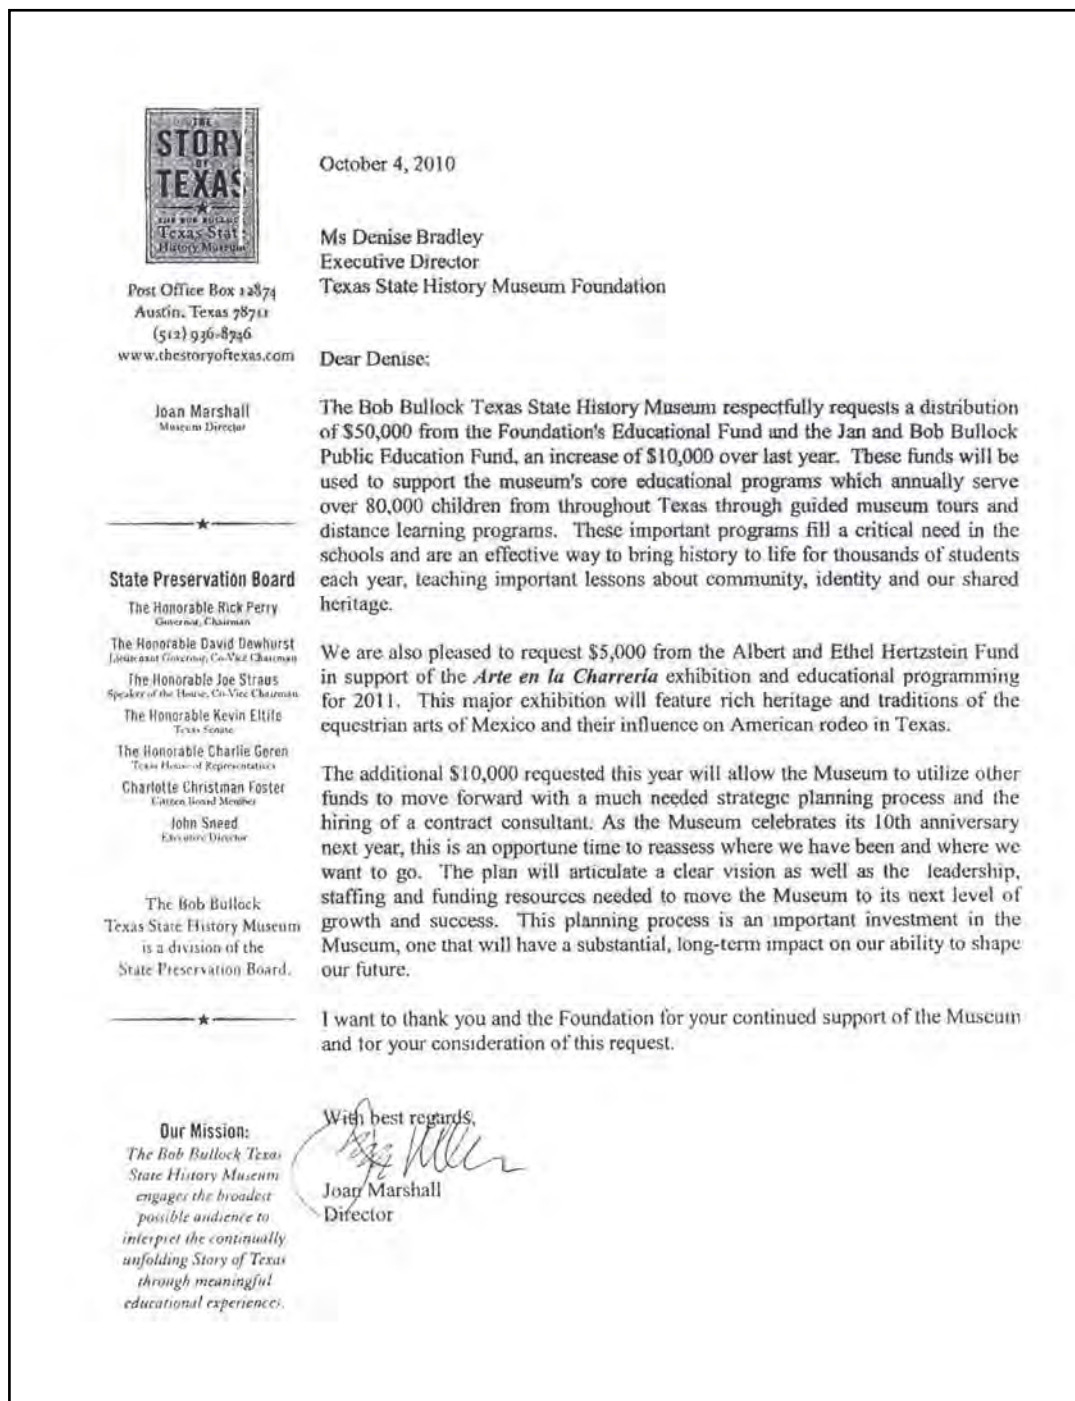 THE
STORY
OF
TEXAS
THE BOB BULLOCK
Texas State
History Museum
Post Office Box 12874
Austin, Texas 78711
(512) 936-8746
www.thestoryoftexas.com
Joan Marshall
Museum Director
State Preservation Board
The Honorable Rick Perry
Governor, Chairman
The Honorable David Dewhurst
Lieutenant Governor, Co-Vice Chairman
The Honorable Joe Straus
Speaker of the House, Co-Vice Chairman
The Honorable Kevin Eltife
Texas Senate
The Honorable Charlie Geren
Texas House of Representatives
Charlotte Christman Foster
Citizen Board Member
John Sneed
Executive Director
The Bob Bullock
Texas State History Museum
is a division of the
State Preservation Board.
Our Mission:
The Bob Bullock Texas
State History Museum
engages the broadest
possible audience to
interpret the continually
unfolding Story of Texas
through meaningful
educational experiences.
October 4, 2010
Ms Denise Bradley
Executive Director
Texas State History Museum Foundation
Dear Denise:
The Bob Bullock Texas State History Museum respectfully requests a distribution
of $50,000 from the Foundation's Educational Fund and the Jan and Bob Bullock
Public Education Fund, an increase of $10,000 over last year. These funds will be
used to support the museum's core educational programs which annually serve
over 80,000 children from throughout Texas through guided museum tours and
distance learning programs. These important programs fill a critical need in the
schools and are an effective way to bring history to life for thousands of students
each year, teaching important lessons about community, identity and our shared
heritage.
We are also pleased to request $5,000 from the Albert and Ethel Hertzstein Fund
in support of the Arte en la Charrería exhibition and educational programming
for 2011. This major exhibition will feature rich heritage and traditions of the
equestrian arts of Mexico and their influence on American rodeo in Texas.
The additional $10,000 requested this year will allow the Museum to utilize other
funds to move forward with a much needed strategic planning process and the
hiring of a contract consultant. As the Museum celebrates its 10th anniversary
next year, this is an opportune time to reassess where we have been and where we
want to go. The plan will articulate a clear vision as well as the leadership,
staffing and funding resources needed to move the Museum to its next level of
growth and success. This planning process is an important investment in the
Museum, one that will have a substantial, long-term impact on our ability to shape
our future.
I want to thank you and the Foundation for your continued support of the Museum
and for your consideration of this request.
With best regards,
Joan Marshall
Director